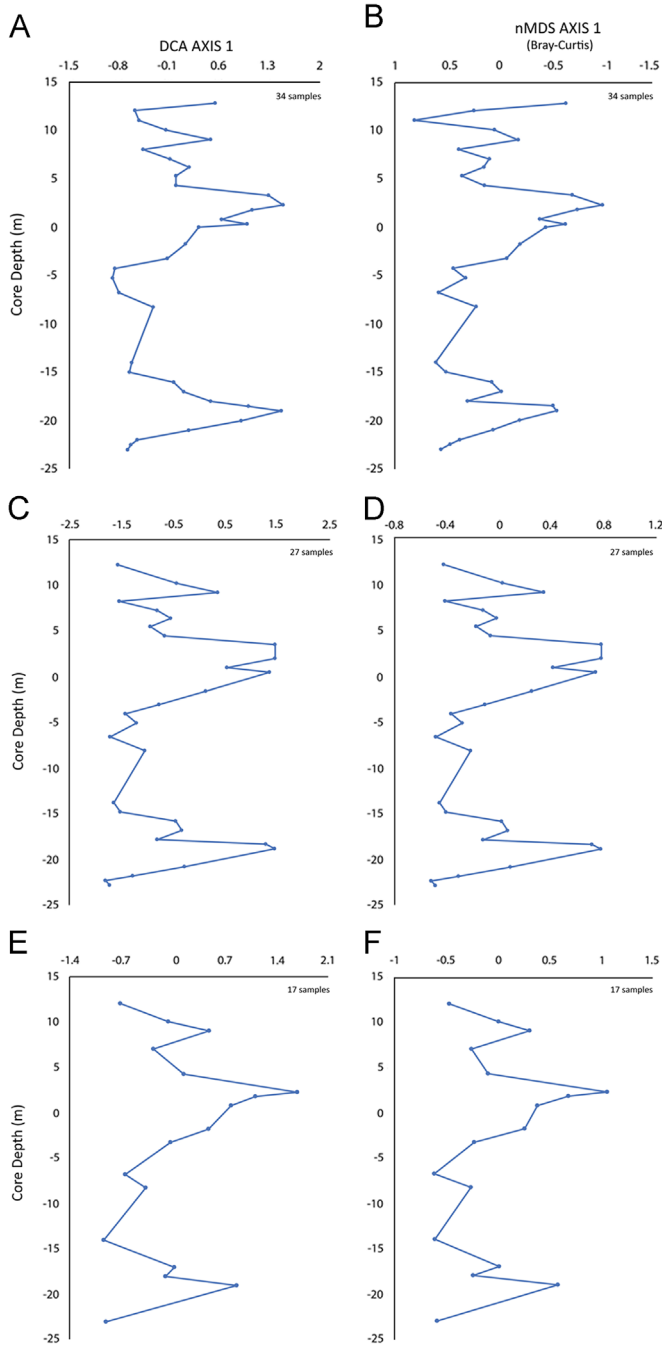 A
DCA AXIS 1
-1.5 -0.8 -0.1 0.6 1.3 2
34 samples
15
10
5
0
-5
-10
-15
-20
-25
Core Depth (m)
B
nMDS AXIS 1
(Bray-Curtis)
1 0.5 0 -0.5 -1 -1.5
34 samples
15
10
5
0
-5
-10
-15
-20
-25
C
-2.5 -1.5 -0.5 0.5 1.5 2.5
27 samples
15
10
5
0
-5
-10
-15
-20
-25
Core Depth (m)
D
-0.8 -0.4 0 0.4 0.8 1.2
27 samples
15
10
5
0
-5
-10
-15
-20
-25
E
-1.4 -0.7 0 0.7 1.4 2.1
17 samples
15
10
5
0
-5
-10
-15
-20
-25
Core Depth (m)
F
-1 -0.5 0 0.5 1 1.5
17 samples
15
10
5
0
-5
-10
-15
-20
-25